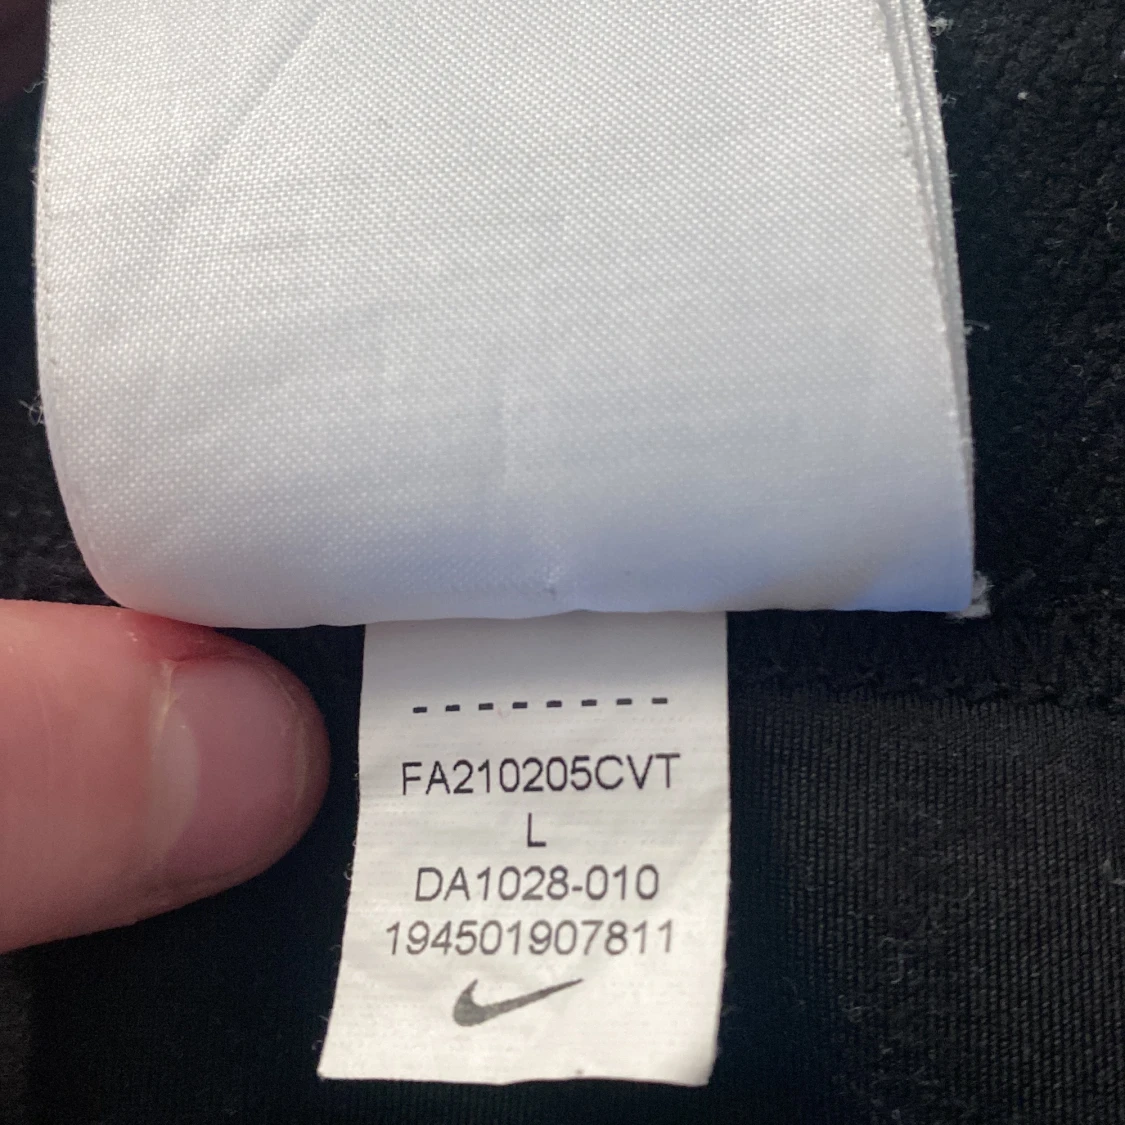 --------
FA210205CVT
L
DA1028-010
194501907811